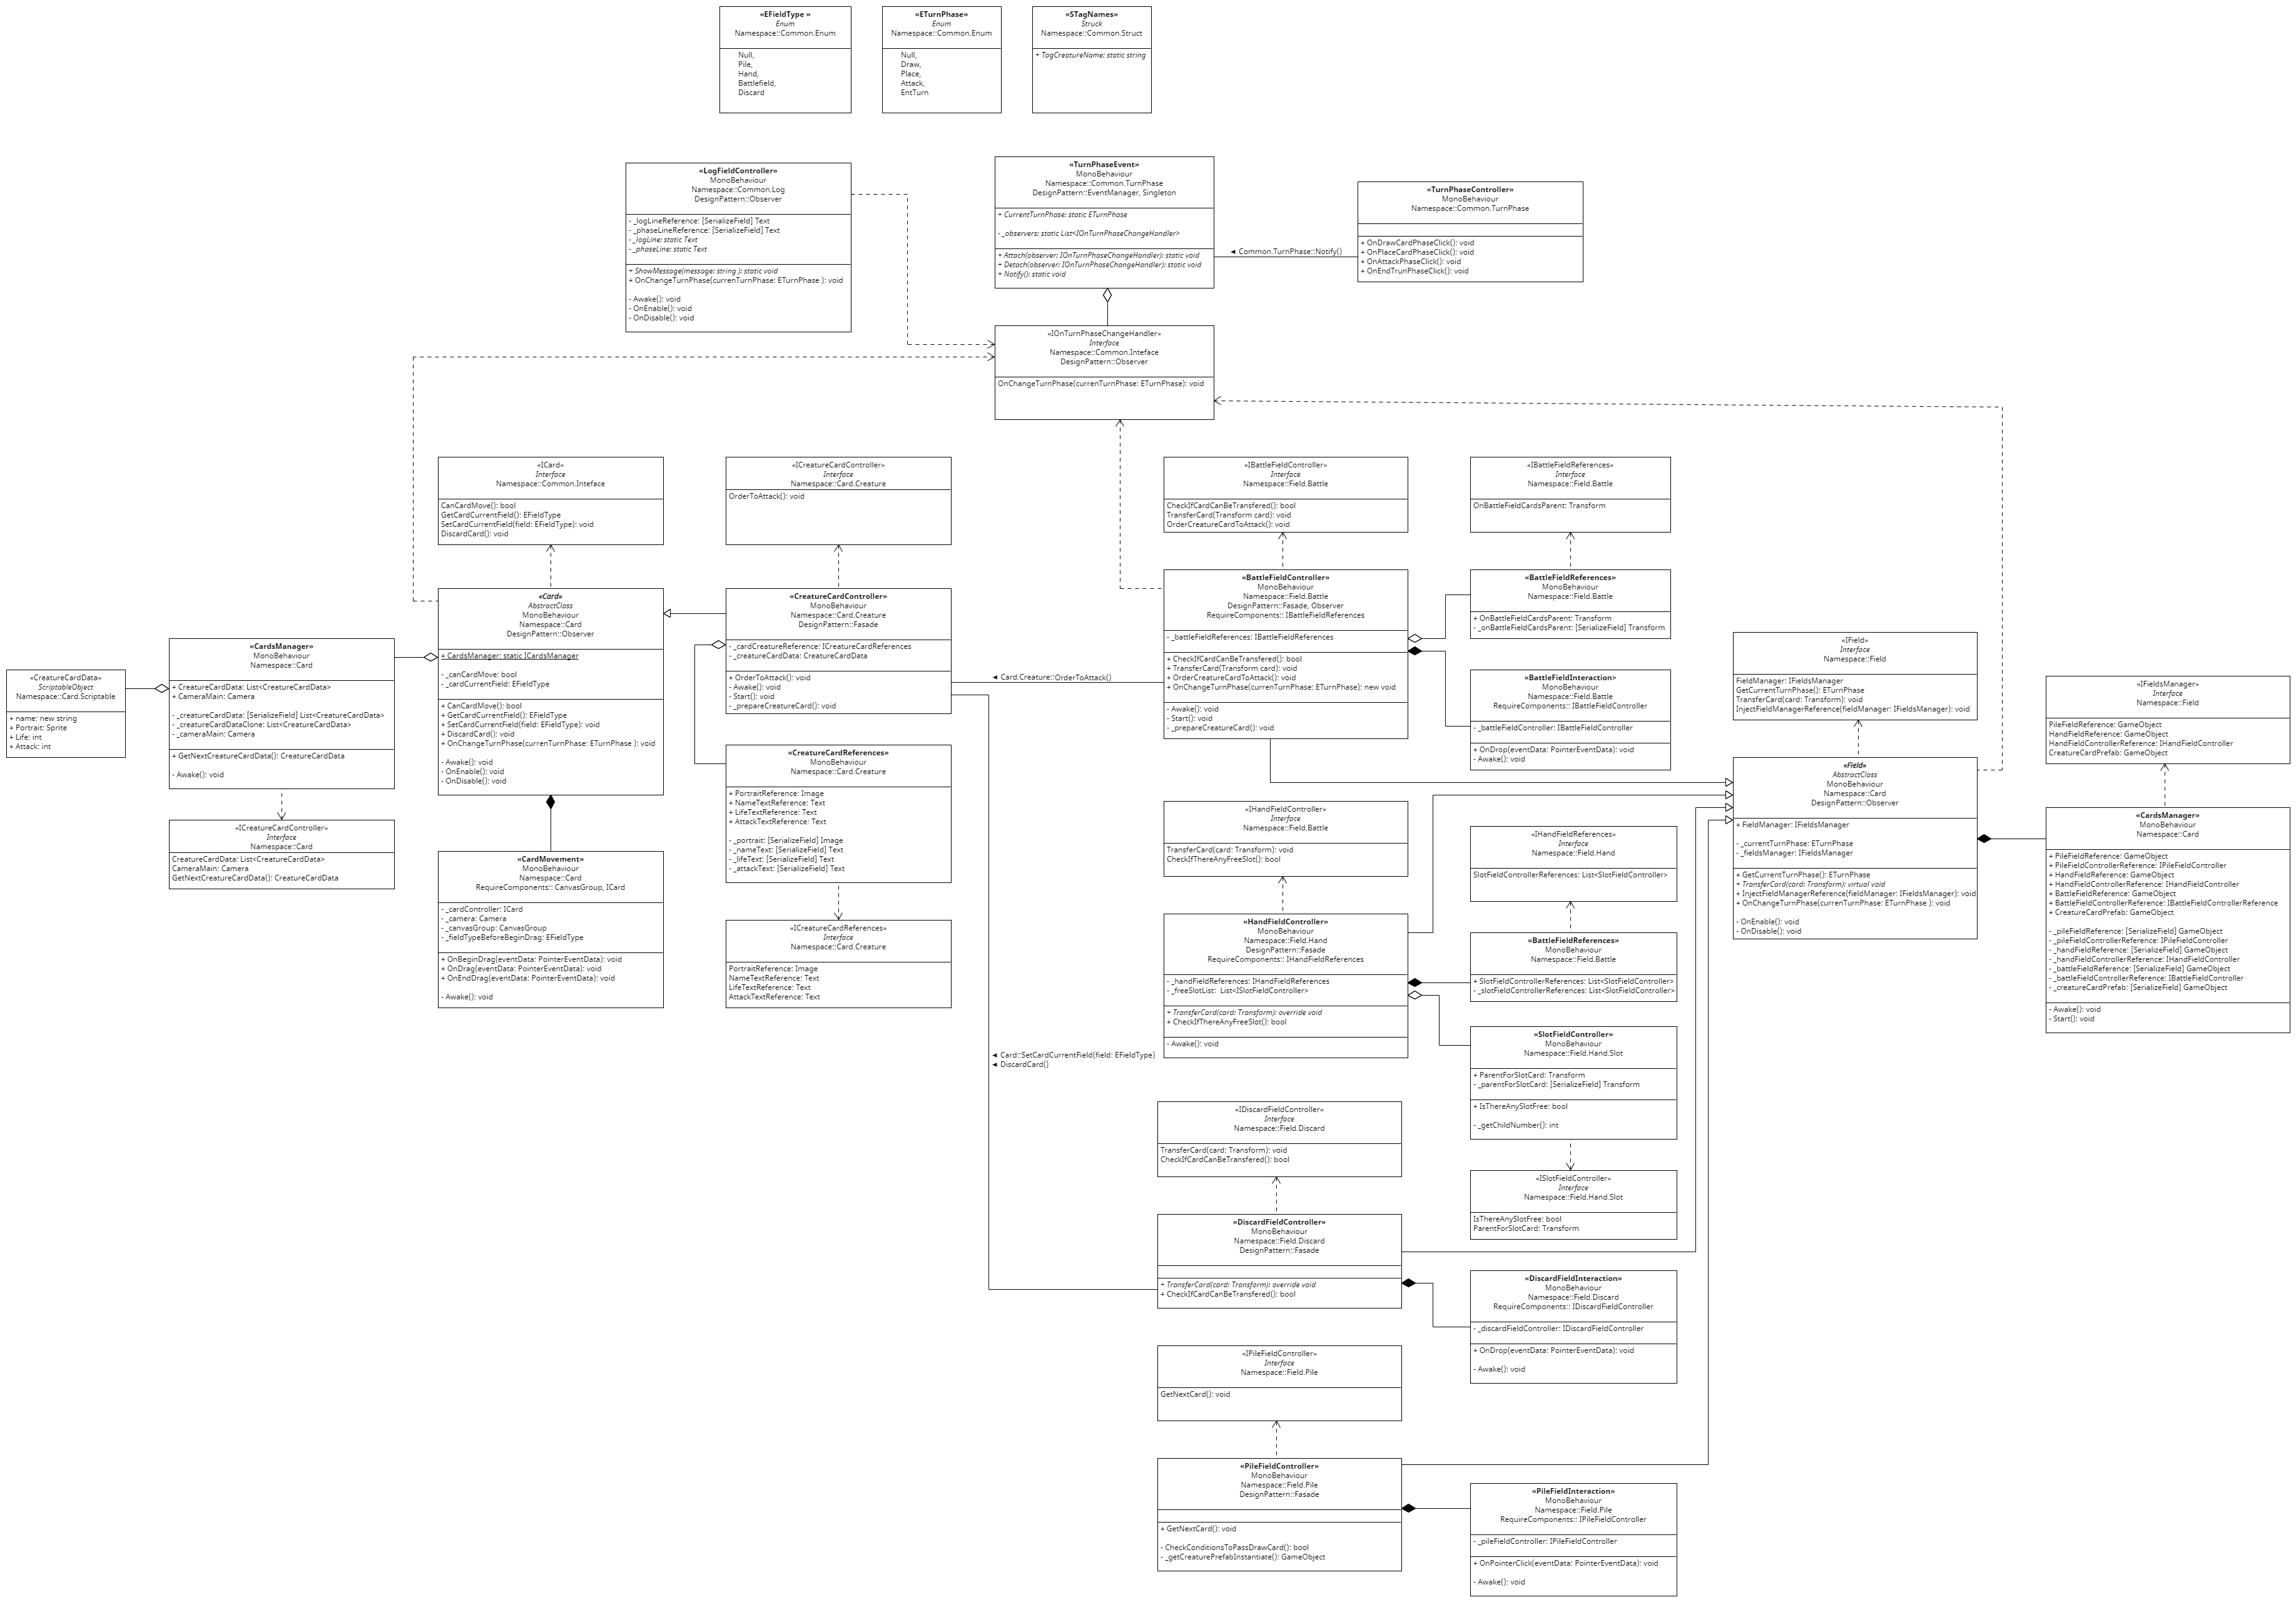 «EFieldType »
Enum
Namespace::Common.Enum
Null,
Pile,
Hand,
Battlefield,
Discard
«ETurnPhase»
Enum
Namespace::Common.Enum
Null,
Draw,
Place,
Attack,
EntTurn
«STagNames»
Struck
Namespace::Common.Struct
+ TagCreatureName: static string
«LogFieldController»
MonoBehaviour
Namespace::Common.Log
DesignPattern::Observer
- _logLineReference: [SerializeField] Text
- _phaseLineReference: [SerializeField] Text
- _logLine: static Text
- _phaseLine: static Text
+ ShowMessage(message: string ): static void
+ OnChangeTurnPhase(currenTurnPhase: ETurnPhase ): void
- Awake(): void
- OnEnable(): void
- OnDisable(): void
«TurnPhaseEvent»
MonoBehaviour
Namespace::Common.TurnPhase
DesignPattern::EventManager, Singleton
+ CurrentTurnPhase: static ETurnPhase
- _observers: static List<IOnTurnPhaseChangeHandler>
+ Attach(observer: IOnTurnPhaseChangeHandler): static void
+ Detach(observer: IOnTurnPhaseChangeHandler): static void
+ Notify(): static void
◄ Common.TurnPhase::Notify()
«TurnPhaseController»
MonoBehaviour
Namespace::Common.TurnPhase
+ OnDrawCardPhaseClick(): void
+ OnPlaceCardPhaseClick(): void
+ OnAttackPhaseClick(): void
+ OnEndTrunPhaseClick(): void
«IOnTurnPhaseChangeHandler»
Interface
Namespace::Common.Inteface
DesignPattern::Observer
OnChangeTurnPhase(currenTurnPhase: ETurnPhase): void
«ICard»
Interface
Namespace::Common.Inteface
CanCardMove(): bool
GetCardCurrentField(): EFieldType
SetCardCurrentField(field: EFieldType): void
DiscardCard(): void
«ICreatureCardController»
Interface
Namespace::Card.Creature
OrderToAttack(): void
«IBattleFieldController»
Interface
Namespace::Field.Battle
CheckIfCardCanBeTransfered(): bool
TransferCard(Transform card): void
OrderCreatureCardToAttack(): void
«IBattleFieldReferences»
Interface
Namespace::Field.Battle
OnBattleFieldCardsParent: Transform
«CreatureCardData»
ScriptableObject
Namespace::Card.Scriptable
+ name: new string
+ Portrait: Sprite
+ Life: int
+ Attack: int
«CardsManager»
MonoBehaviour
Namespace::Card
+ CreatureCardData: List<CreatureCardData>
+ CameraMain: Camera
- _creatureCardData: [SerializeField] List<CreatureCardData>
- _creatureCardDataClone: List<CreatureCardData>
- _cameraMain: Camera
+ GetNextCreatureCardData(): CreatureCardData
- Awake(): void
«ICreatureCardController»
Interface
Namespace::Card
CreatureCardData: List<CreatureCardData>
CameraMain: Camera
GetNextCreatureCardData(): CreatureCardData
«Card»
AbstractClass
MonoBehaviour
Namespace::Card
DesignPattern::Observer
+ CardsManager: static ICardsManager
- _canCardMove: bool
- _cardCurrentField: EFieldType
+ CanCardMove(): bool
+ GetCardCurrentField(): EFieldType
+ SetCardCurrentField(field: EFieldType): void
+ DiscardCard(): void
+ OnChangeTurnPhase(currenTurnPhase: ETurnPhase ): void
- Awake(): void
- OnEnable(): void
- OnDisable(): void
«CardMovement»
MonoBehaviour
Namespace::Card
RequireComponents:: CanvasGroup, ICard
- _cardController: ICard
- _camera: Camera
- _canvasGroup: CanvasGroup
- _fieldTypeBeforeBeginDrag: EFieldType
+ OnBeginDrag(eventData: PointerEventData): void
+ OnDrag(eventData: PointerEventData): void
+ OnEndDrag(eventData: PointerEventData): void
- Awake(): void
«CreatureCardController»
MonoBehaviour
Namespace::Card.Creature
DesignPattern::Fasade
- _cardCreatureReference: ICreatureCardReferences
- _creatureCardData: CreatureCardData
+ OrderToAttack(): void
- Awake(): void
- Start(): void
- _prepareCreatureCard(): void
«CreatureCardReferences»
MonoBehaviour
Namespace::Card.Creature
+ PortraitReference: Image
+ NameTextReference: Text
+ LifeTextReference: Text
+ AttackTextReference: Text
- _portrait: [SerializeField] Image
- _nameText: [SerializeField] Text
- _lifeText: [SerializeField] Text
- _attackText: [SerializeField] Text
«ICreatureCardReferences»
Interface
Namespace::Card.Creature
PortraitReference: Image
NameTextReference: Text
LifeTextReference: Text
AttackTextReference: Text
◄ Card.Creature::OrderToAttack()
◄ Card::SetCardCurrentField(field: EFieldType)
◄ DiscardCard()
«BattleFieldController»
MonoBehaviour
Namespace::Field.Battle
DesignPattern::Fasade, Observer
RequireComponents:: IBattleFieldReferences
- _battleFieldReferences: IBattleFieldReferences
+ CheckIfCardCanBeTransfered(): bool
+ TransferCard(Transform card): void
+ OrderCreatureCardToAttack(): void
+ OnChangeTurnPhase(currenTurnPhase: ETurnPhase): new void
- Awake(): void
- Start(): void
- _prepareCreatureCard(): void
«BattleFieldReferences»
MonoBehaviour
Namespace::Field.Battle
+ OnBattleFieldCardsParent: Transform
- _onBattleFieldCardsParent: [SerializeField] Transform
«BattleFieldInteraction>
MonoBehaviour
Namespace::Field.Battle
RequireComponents:: IBattleFieldController
- _battleFieldController: IBattleFieldController
+ OnDrop(eventData: PointerEventData): void
- Awake(): void
«IHandFieldController»
Interface
Namespace::Field.Battle
TransferCard(card: Transform): void
CheckIfThereAnyFreeSlot(): bool
«IHandFieldReferences»
Interface
Namespace::Field.Hand
SlotFieldControllerReferences: List<SlotFieldController>
«HandFieldController»
MonoBehaviour
Namespace::Field.Hand
DesignPattern::Fasade
RequireComponents:: IHandFieldReferences
- _handFieldReferences: IHandFieldReferences
- _freeSlotList:  List<ISlotFieldController>
+ TransferCard(card: Transform): override void
+ CheckIfThereAnyFreeSlot(): bool
- Awake(): void
«BattleFieldReferences»
MonoBehaviour
Namespace::Field.Battle
+ SlotFieldControllerReferences: List<SlotFieldController>
- _slotFieldControllerReferences: List<SlotFieldController>
«SlotFieldController»
MonoBehaviour
Namespace::Field.Hand.Slot
+ ParentForSlotCard: Transform
- _parentForSlotCard: [SerializeField] Transform
+ IsThereAnySlotFree: bool
- _getChildNumber(): int
«ISlotFieldController»
Interface
Namespace::Field.Hand.Slot
IsThereAnySlotFree: bool
ParentForSlotCard: Transform
«IDiscardFieldController»
Interface
Namespace::Field.Discard
TransferCard(card: Transform): void
CheckIfCardCanBeTransfered(): bool
«DiscardFieldController»
MonoBehaviour
Namespace::Field.Discard
DesignPattern::Fasade
+ TransferCard(card: Transform): override void
+ CheckIfCardCanBeTransfered(): bool
«DiscardFieldInteraction»
MonoBehaviour
Namespace::Field.Discard
RequireComponents:: IDiscardFieldController
- _discardFieldController: IDiscardFieldController
+ OnDrop(eventData: PointerEventData): void
- Awake(): void
«IPileFieldController»
Interface
Namespace::Field.Pile
GetNextCard(): void
«PileFieldController»
MonoBehaviour
Namespace::Field.Pile
DesignPattern::Fasade
+ GetNextCard(): void
- CheckConditionsToPassDrawCard(): bool
- _getCreaturePrefabInstantiate(): GameObject
«PileFieldInteraction»
MonoBehaviour
Namespace::Field.Pile
RequireComponents:: IPileFieldController
- _pileFieldController: IPileFieldController
+ OnPointerClick(eventData: PointerEventData): void
- Awake(): void
«IField»
Interface
Namespace::Field
FieldManager: IFieldsManager
GetCurrentTurnPhase(): ETurnPhase
TransferCard(card: Transform): void
InjectFieldManagerReference(fieldManager: IFieldsManager): void
«Field»
AbstractClass
MonoBehaviour
Namespace::Card
DesignPattern::Observer
+ FieldManager: IFieldsManager
- _currentTurnPhase: ETurnPhase
- _fieldsManager: IFieldsManager
+ GetCurrentTurnPhase(): ETurnPhase
+ TransferCard(card: Transform): virtual void
+ InjectFieldManagerReference(fieldManager: IFieldsManager): void
+ OnChangeTurnPhase(currenTurnPhase: ETurnPhase ): void
- OnEnable(): void
- OnDisable(): void
«IFieldsManager»
Interface
Namespace::Field
PileFieldReference: GameObject
HandFieldReference: GameObject
HandFieldControllerReference: IHandFieldController
CreatureCardPrefab: GameObject
«CardsManager»
MonoBehaviour
Namespace::Card
+ PileFieldReference: GameObject
+ PileFieldControllerReference: IPileFieldController
+ HandFieldReference: GameObject
+ HandFieldControllerReference: IHandFieldController
+ BattleFieldReference: GameObject
+ BattleFieldControllerReference: IBattleFieldControllerReference
+ CreatureCardPrefab: GameObject
- _pileFieldReference: [SerializeField] GameObject
- _pileFieldControllerReference: IPileFieldController
- _handFieldReference: [SerializeField] GameObject
- _handFieldControllerReference: IHandFieldController
- _battleFieldReference: [SerializeField] GameObject
- _battleFieldControllerReference: IBattleFieldController
- _creatureCardPrefab: [SerializeField] GameObject
- Awake(): void
- Start(): void